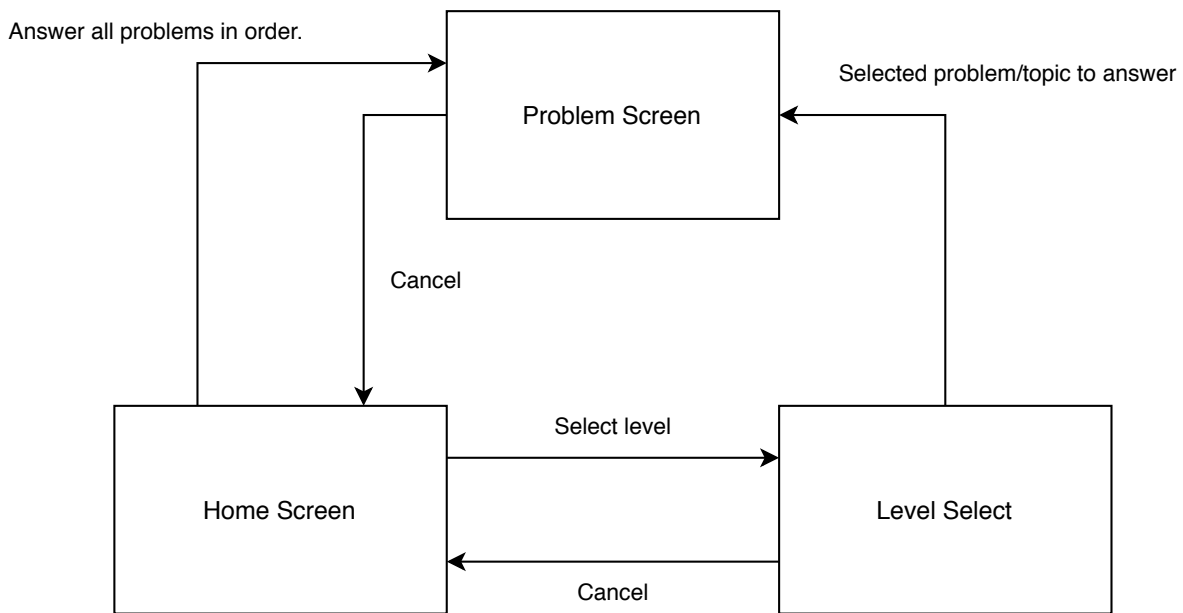 Answer all problems in order.
Selected problem/topic to answer
Problem Screen
Cancel
Select level
Home Screen
Level Select
Cancel